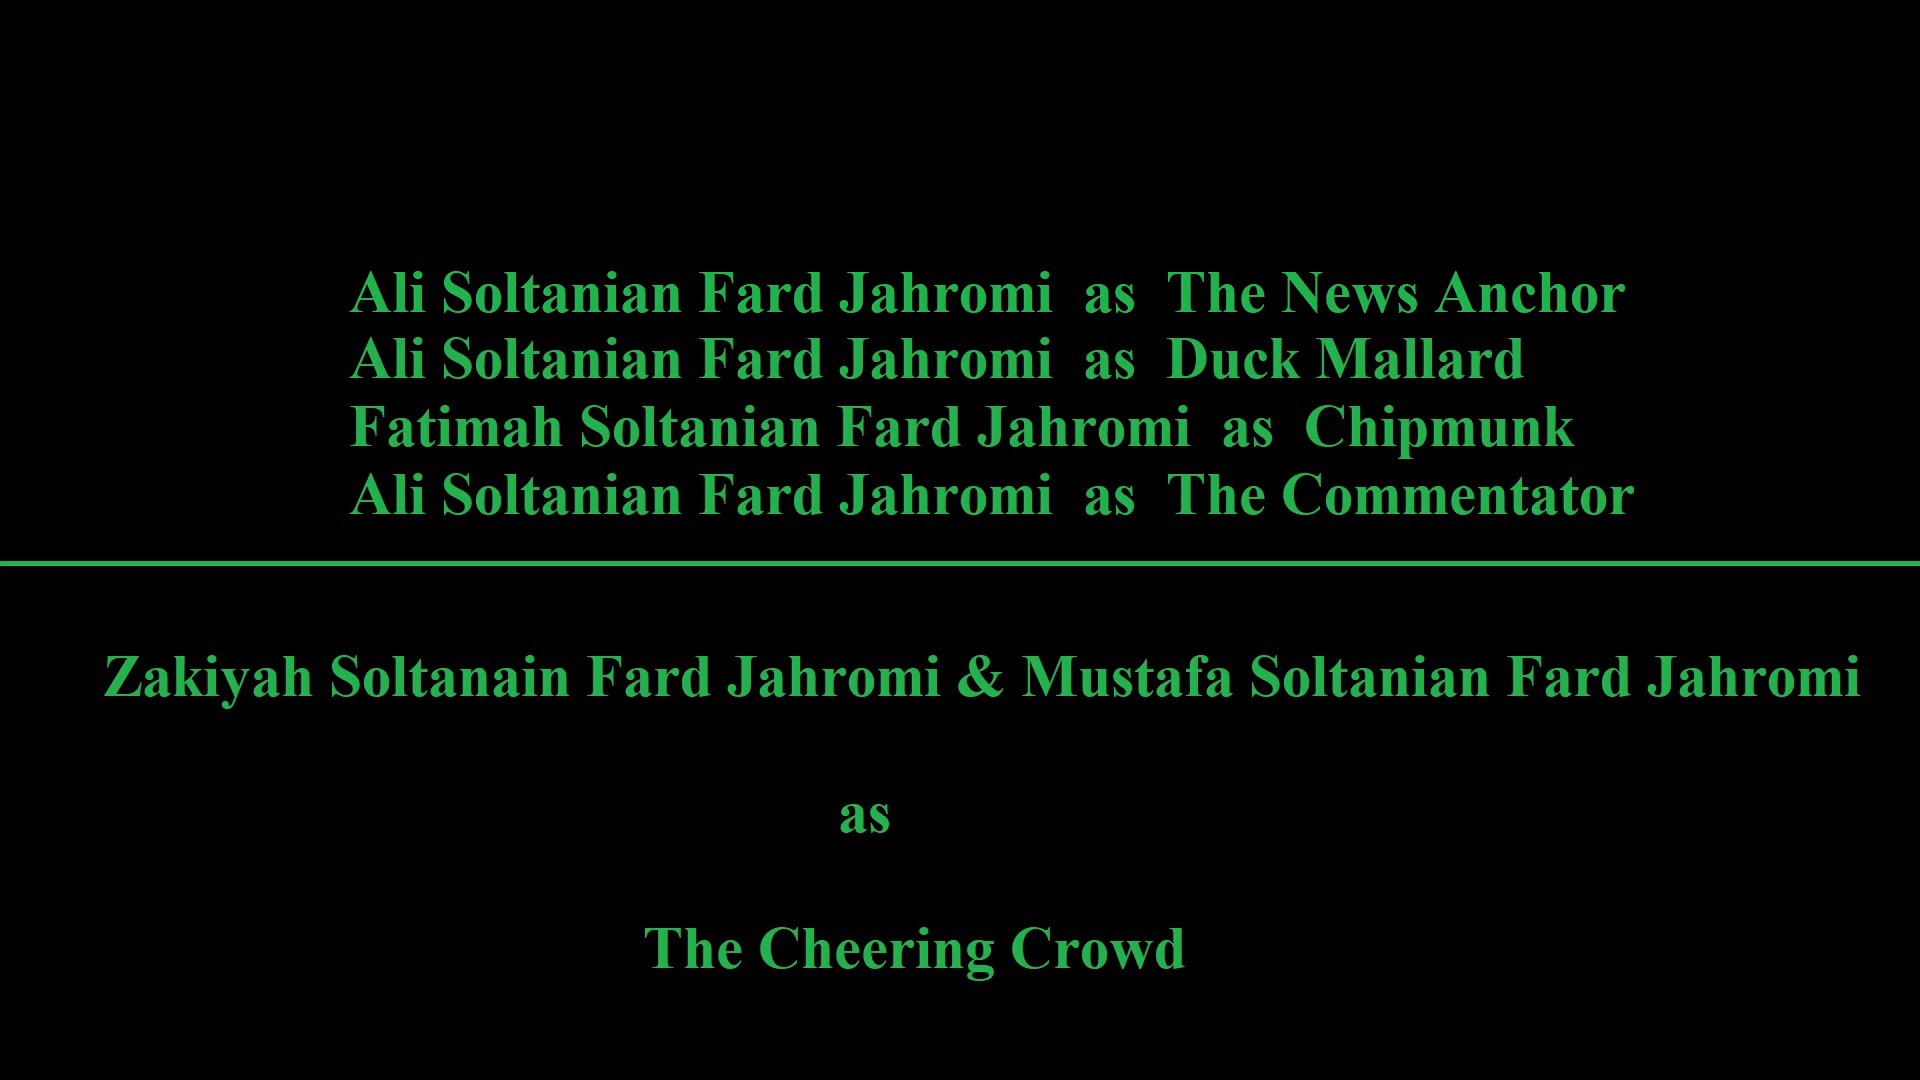 Ali Soltanian Fard Jahromi  as  The News Anchor
Ali Soltanian Fard Jahromi  as  Duck Mallard
Fatimah Soltanian Fard Jahromi  as  Chipmunk
Ali Soltanian Fard Jahromi  as  The Commentator
Zakiyah Soltanain Fard Jahromi & Mustafa Soltanian Fard Jahromi
as
The Cheering Crowd